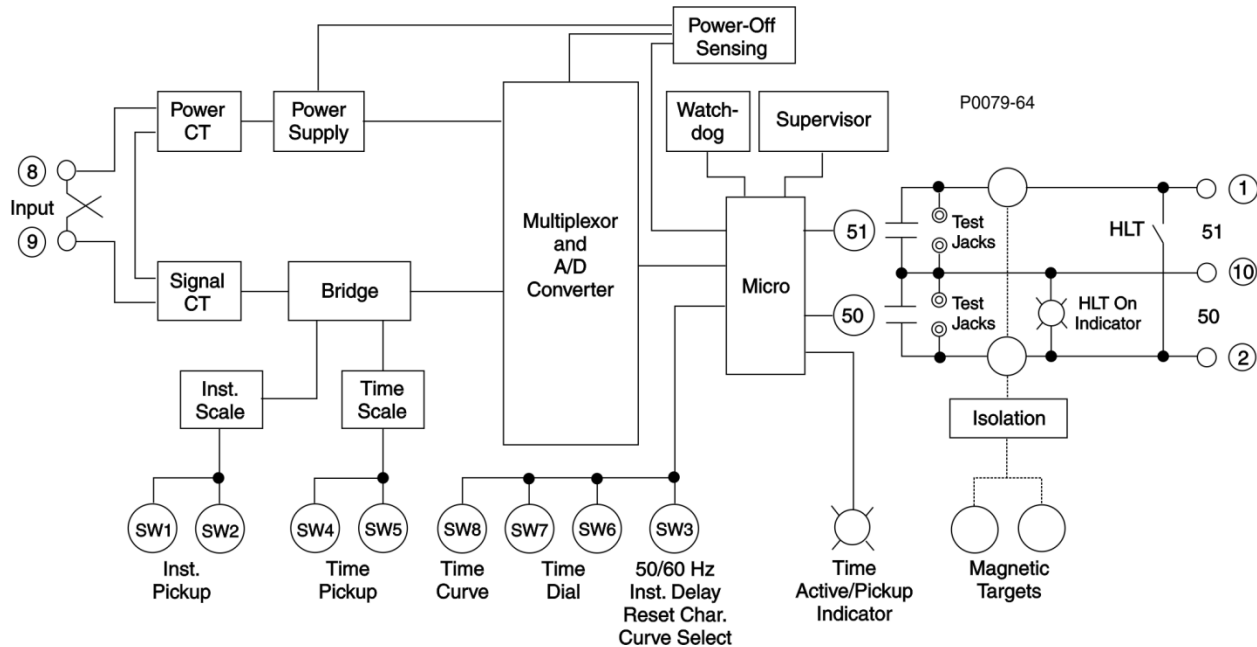 Power-Off
Sensing
P0079-64
Power
CT
Power
Supply
Watch-
dog
Supervisor
8
Input
9
Multiplexor
and
A/D
Converter
Signal
CT
Bridge
Micro
51
50
Test
Jacks
Test
Jacks
HLT
HLT On
Indicator
1
51
10
50
2
Inst.
Scale
Time
Scale
Isolation
SW1
SW2
SW4
SW5
SW8
SW7
SW6
SW3
Inst.
Pickup
Time
Pickup
Time
Curve
Time
Dial
50/60 Hz
Inst. Delay
Reset Char.
Curve Select
Time
Active/Pickup
Indicator
Magnetic
Targets